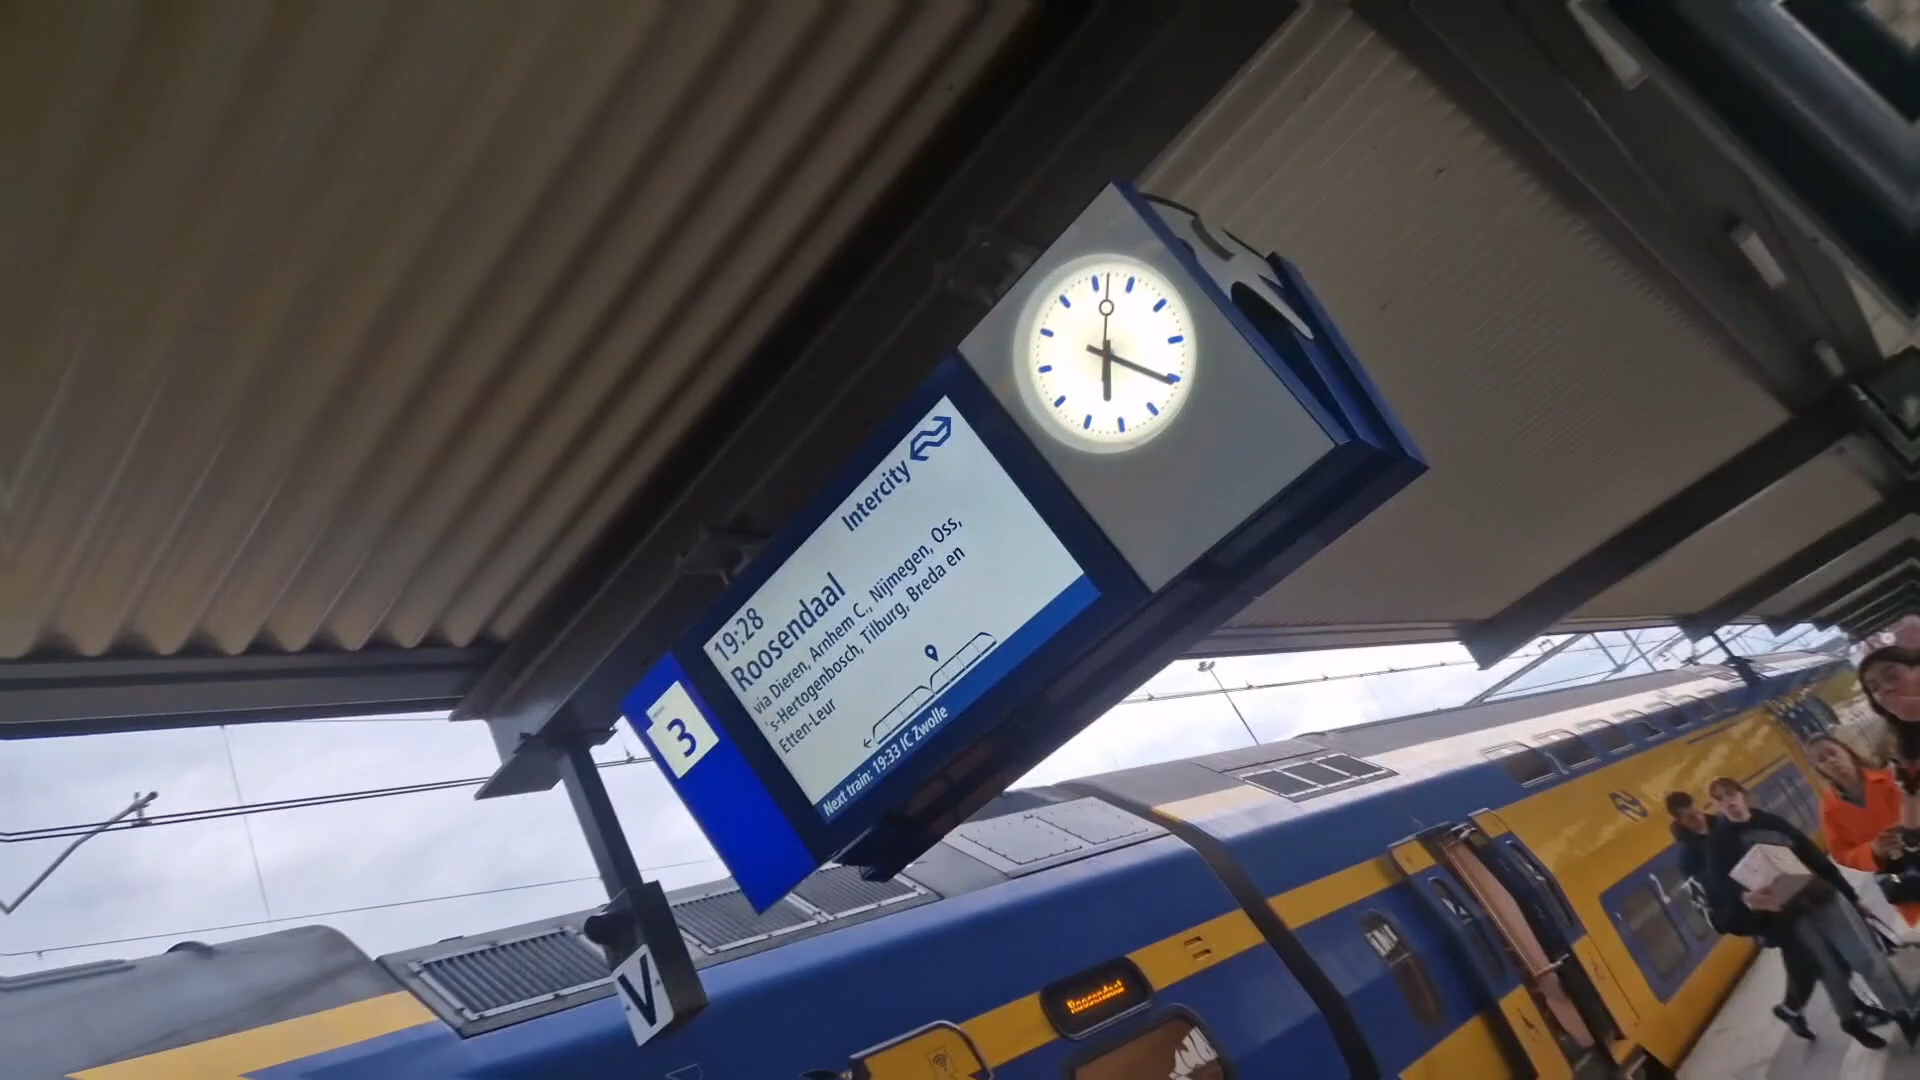 19:28
Intercity
Roosendaal
via Dieren, Arnhem C., Nijmegen, Oss,
's-Hertogenbosch, Tilburg, Breda en
Etten-Leur
Next train: 19:33 IC Zwolle
3
V
Roosendaal